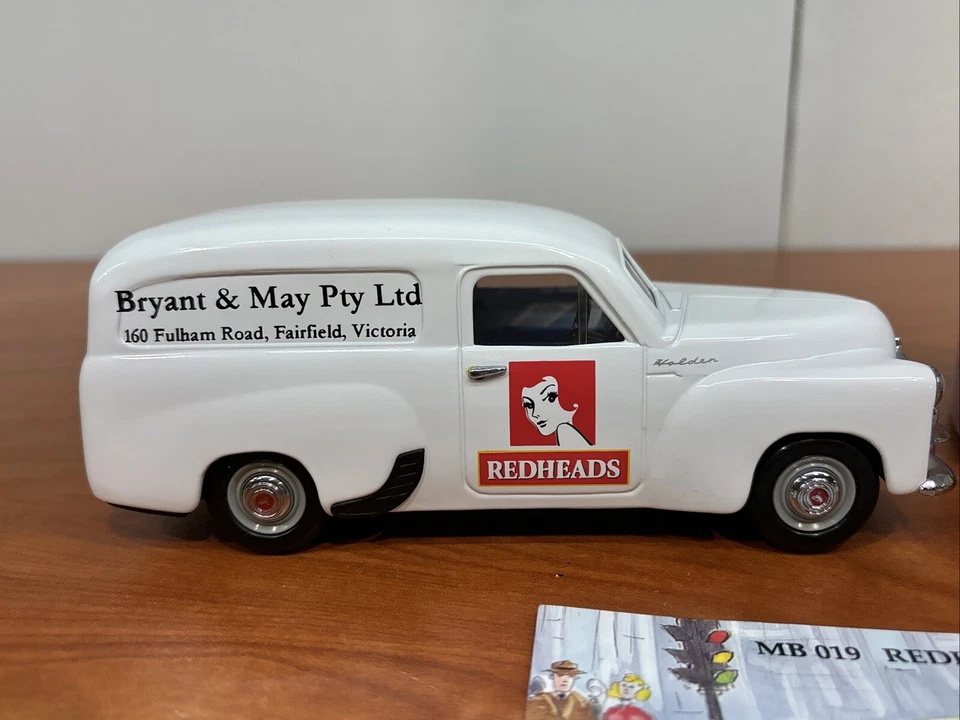 Bryant & May Pty Ltd
160 Fulham Road, Fairfield, Victoria
Holden
REDHEADS
MB 019